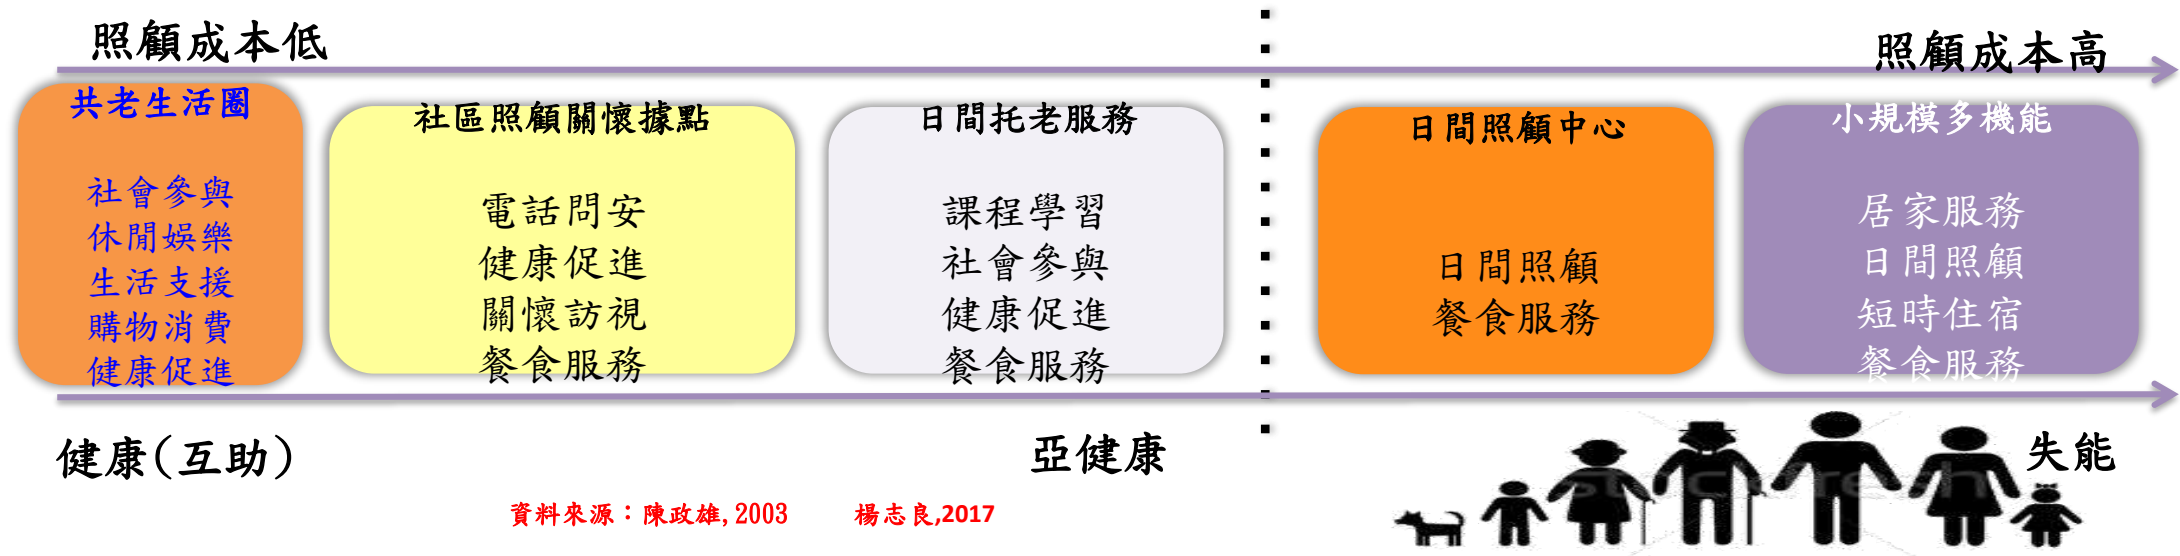 照顧成本低
照顧成本高
共老生活圈
社會參與
休閒娛樂
生活支援
購物消費
健康促進
社區照顧關懷據點
電話問安
健康促進
關懷訪視
餐食服務
日間托老服務
課程學習
社會參與
健康促進
餐食服務
日間照顧中心
日間照顧
餐食服務
小規模多機能
居家服務
日間照顧
短時住宿
餐食服務
健康(互助)
亞健康
失能
資料來源：陳政雄,2003 楊志良,2017